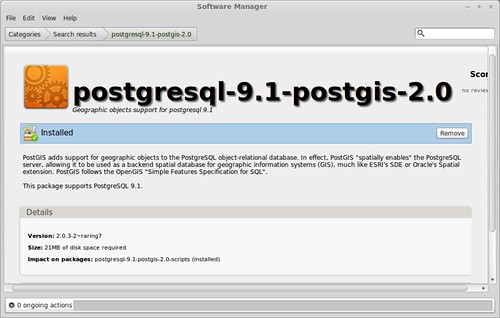 Software Manager
File Edit View Help
Categories Search results postgresql-9.1-postgis-2.0
postgresql-9.1-postgis-2.0
Geographic objects support for postgresql 9.1
Scor
no review
Installed
Remove
PostGIS adds support for geographic objects to the PostgreSQL object-relational database. In effect, PostGIS "spatially enables" the PostgreSQL
server, allowing it to be used as a backend spatial database for geographic information systems (GIS), much like ESRI's SDE or Oracle's Spatial
extension. PostGIS follows the OpenGIS "Simple Features Specification for SQL".
This package supports PostgreSQL 9.1.
Details
Version: 2.0.3-2~raring7
Size: 21MB of disk space required
Impact on packages: postgresql-9.1-postgis-2.0-scripts (installed)
0 ongoing actions